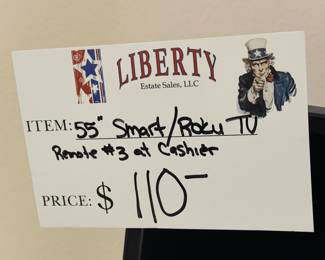 LIBERTY
Estate Sales, LLC
ITEM: 55" Smart/Roku TV
Remote #3 at Cashier
PRICE: $ 110-